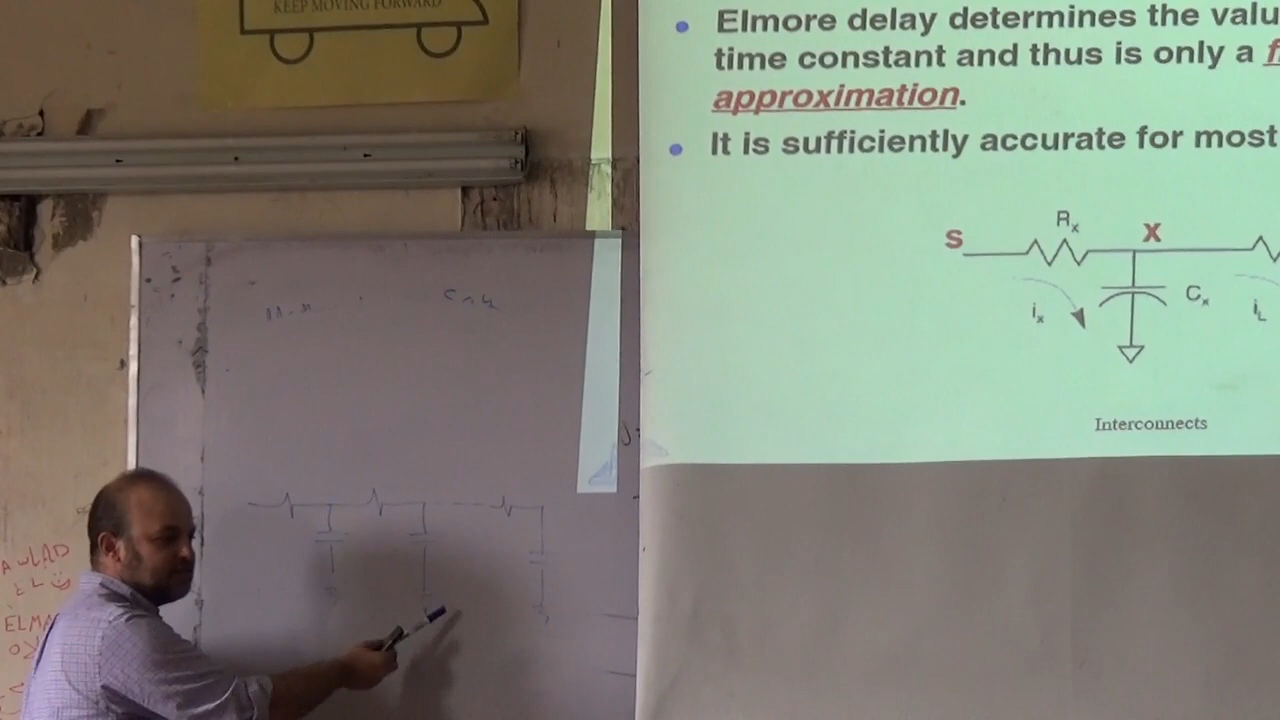 KEEP MOVING FORWARD
Elmore delay determines the valu
time constant and thus is only a
approximation.
It is sufficiently accurate for most
S
Rx
X
Cx
ix
iL
Interconnects